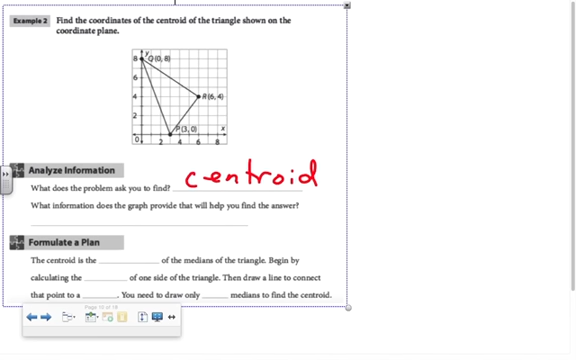 Example 2 Find the coordinates of the centroid of the triangle shown on the
coordinate plane.
y
8 Q(0, 8)
6
4 R(6, 4)
2
P(3, 0) x
0 2 4 6 8
Analyze Information
What does the problem ask you to find? centroid
What information does the graph provide that will help you find the answer?
Formulate a Plan
The centroid is the ____________ of the medians of the triangle. Begin by
calculating the _________ of one side of the triangle. Then draw a line to connect
that point to a _______. You need to draw only _____ medians to find the centroid.